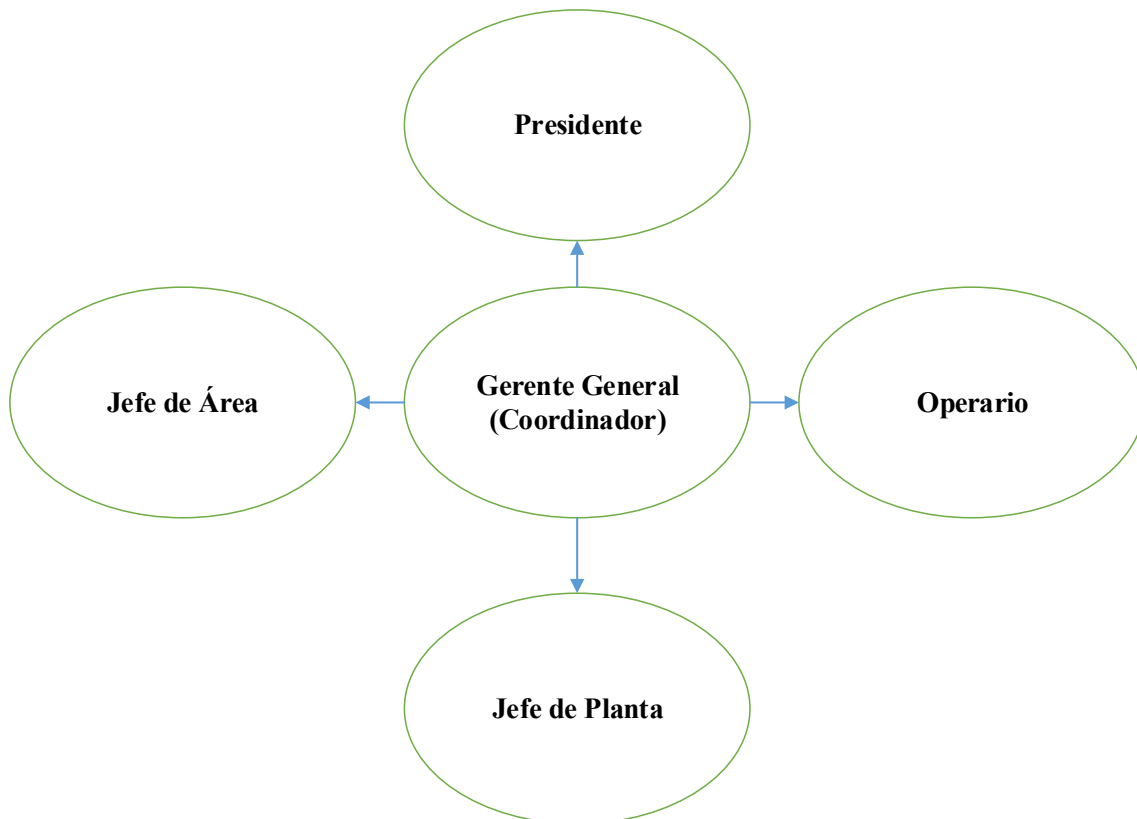 Presidente
Jefe de Área
Gerente General
(Coordinador)
Operario
Jefe de Planta